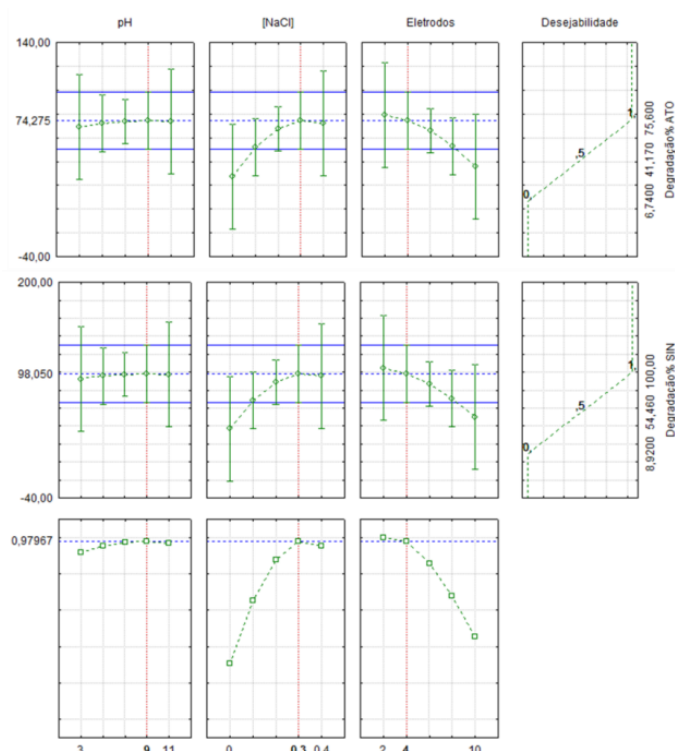 pH [NaCl] Eletrodos Desejabilidade
140,00
74,275
-40,00
1,
,5
0,
6,7400 41,170 75,600
Degradação% ATO
200,00
98,050
-40,00
1,
,5
0,
8,9200 54,460 100,00
Degradação% SIN
0,97967
3 9 11 0 0,3 0,4 2 4 10